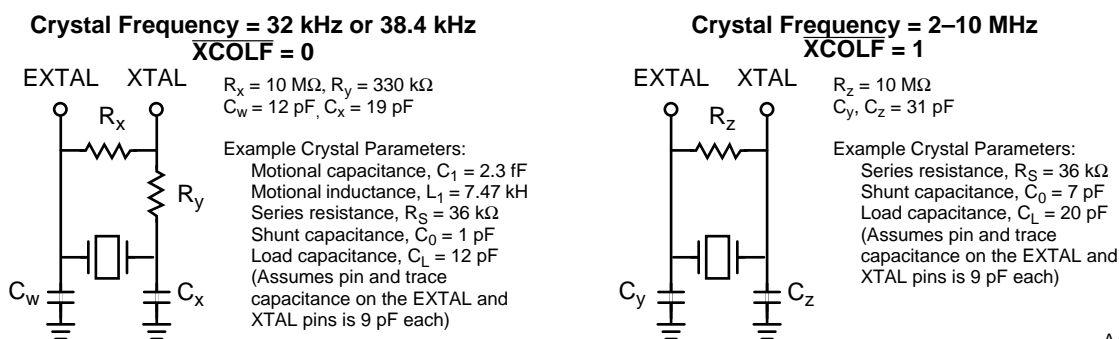 Crystal Frequency = 32 kHz or 38.4 kHz
XCOLF = 0
EXTAL XTAL
Rx = 10 MΩ, Ry = 330 kΩ
Cw = 12 pF, Cx = 19 pF
Rx
Example Crystal Parameters:
Motional capacitance, C1 = 2.3 fF
Motional inductance, L1 = 7.47 kH
Ry
Series resistance, RS = 36 kΩ
Shunt capacitance, C0 = 1 pF
Load capacitance, CL = 12 pF
(Assumes pin and trace
capacitance on the EXTAL and
XTAL pins is 9 pF each)
Cw
Cx
Crystal Frequency = 2–10 MHz
XCOLF = 1
EXTAL XTAL
Rz = 10 MΩ
Cy, Cz = 31 pF
Rz
Example Crystal Parameters:
Series resistance, RS = 36 kΩ
Shunt capacitance, C0 = 7 pF
Load capacitance, CL = 20 pF
(Assumes pin and trace
capacitance on the EXTAL and
XTAL pins is 9 pF each)
Cy
Cz